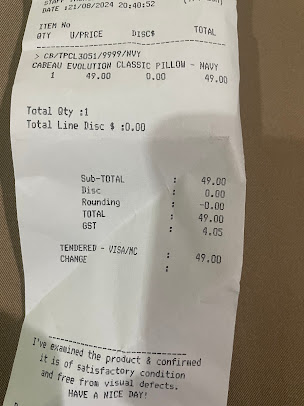 DATE :21/08/2024 20:40:52
ITEM No
QTY U/PRICE DISC$ TOTAL
> CB/TPCL3051/9999/NVY
CABEAU EVOLUTION CLASSIC PILLOW - NAVY
1 49.00 0.00 49.00
Total Qty :1
Total Line Disc $ :0.00
Sub-TOTAL : 49.00
Disc : 0.00
Rounding : -0.00
TOTAL : 49.00
GST : 4.05
TENDERED - VISA/MC : 49.00
CHANGE :
I've examined the product & confirmed
it is of satisfactory condition
and free from visual defects.
HAVE A NICE DAY!